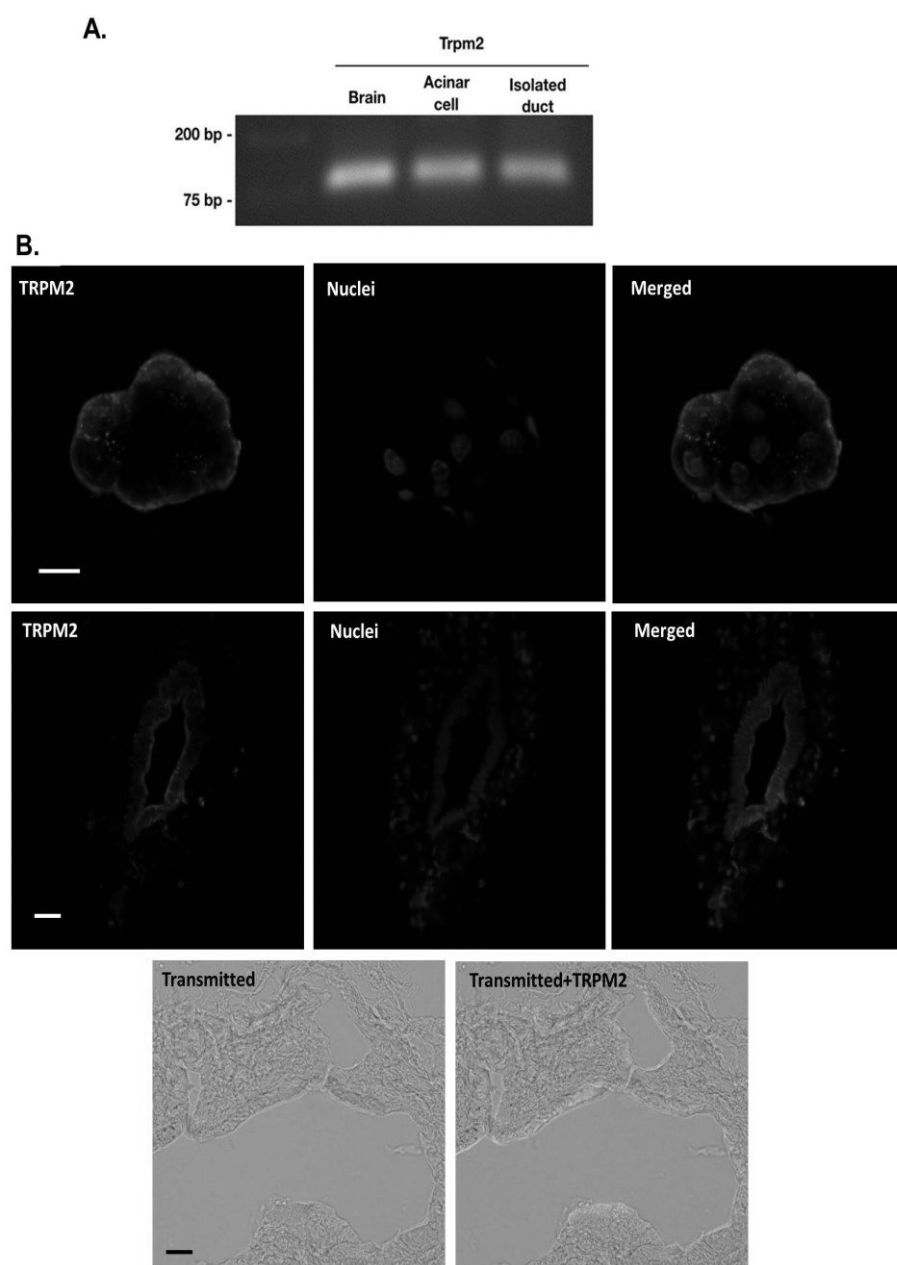 A.
Trpm2
Brain
Acinar
cell
Isolated
duct
200 bp -
75 bp -
B.
TRPM2
Nuclei
Merged
TRPM2
Nuclei
Merged
Transmitted
Transmitted+TRPM2